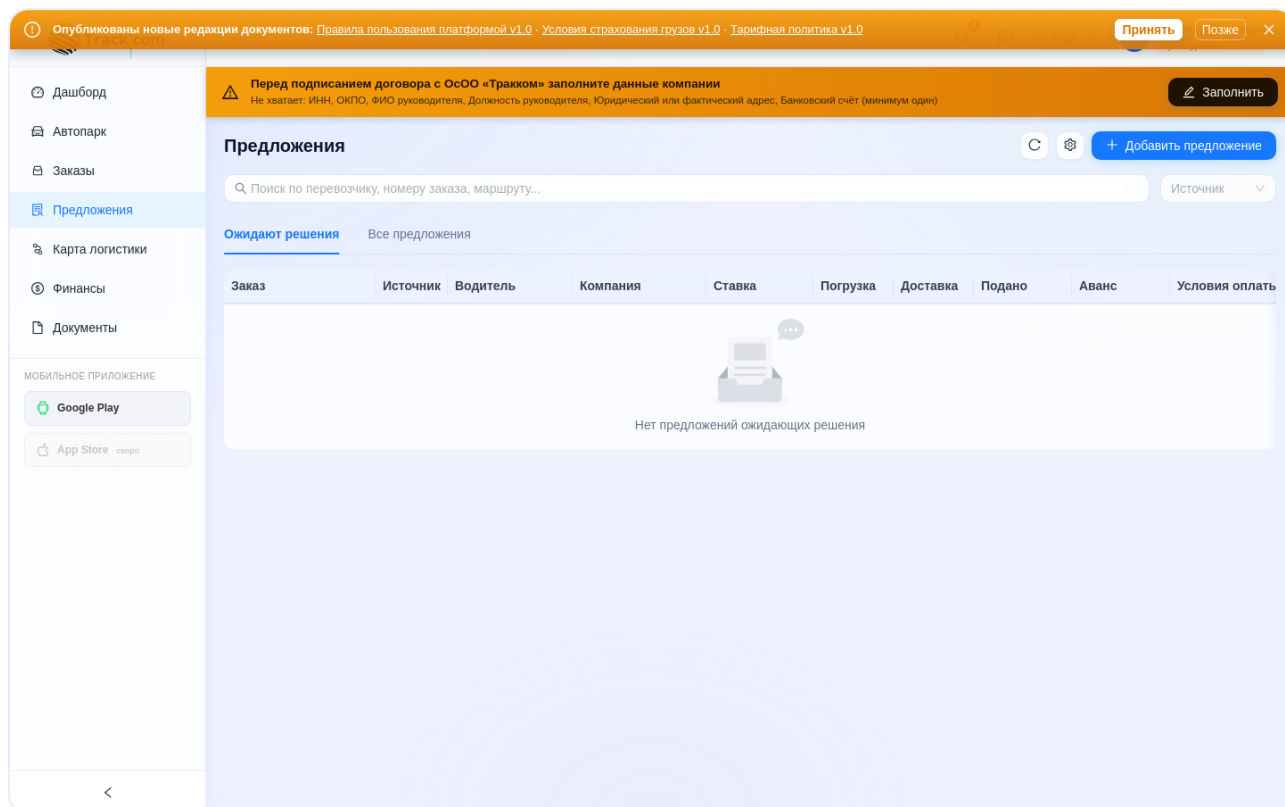 Опубликованы новые редакции документов: Правила пользования платформой v1.0 · Условия страхования грузов v1.0 · Тарифная политика v1.0
Принять
Позже
Track com
Перед подписанием договора с ОсОО «Тракком» заполните данные компании
Не хватает: ИНН, ОКПО, ФИО руководителя, Должность руководителя, Юридический или фактический адрес, Банковский счёт (минимум один)
Заполнить
Дашборд
Автопарк
Заказы
Предложения
Карта логистики
Финансы
Документы
МОБИЛЬНОЕ ПРИЛОЖЕНИЕ
Google Play
App Store · скоро
Предложения
Добавить предложение
Поиск по перевозчику, номеру заказа, маршруту...
Источник
Ожидают решения
Все предложения
Заказ Источник Водитель Компания Ставка Погрузка Доставка Подано Аванс Условия оплаты
Нет предложений ожидающих решения